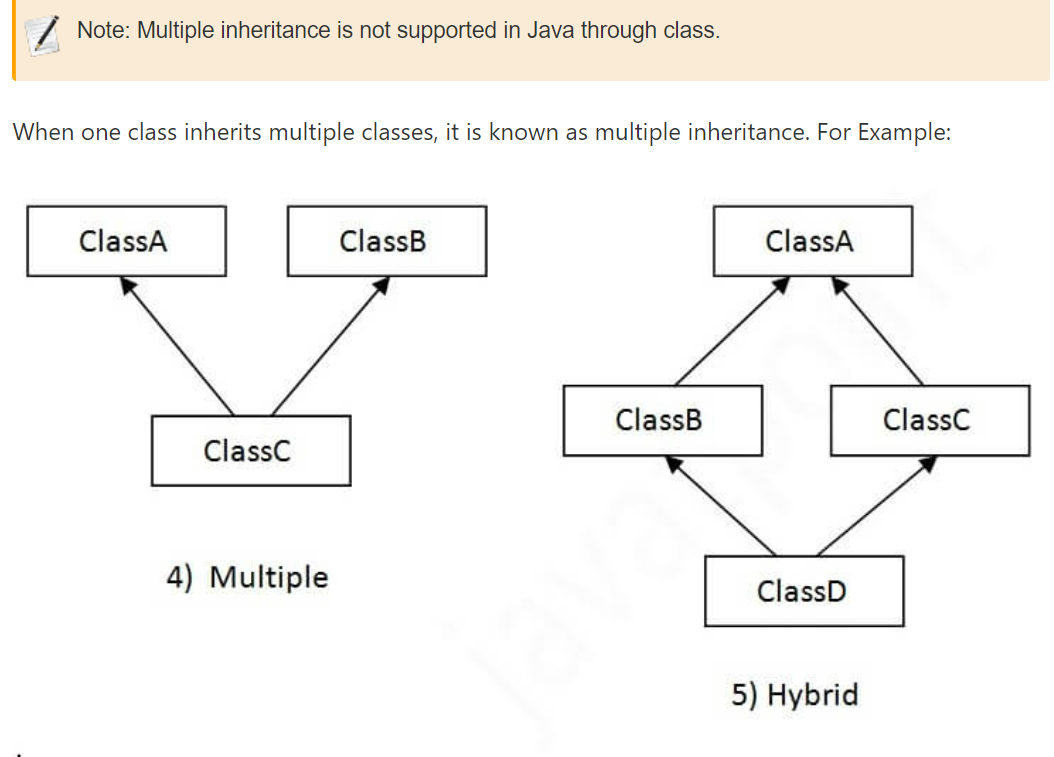 Note: Multiple inheritance is not supported in Java through class.
When one class inherits multiple classes, it is known as multiple inheritance. For Example:
ClassA
ClassB
ClassC
4) Multiple
ClassA
ClassB
ClassC
ClassD
5) Hybrid